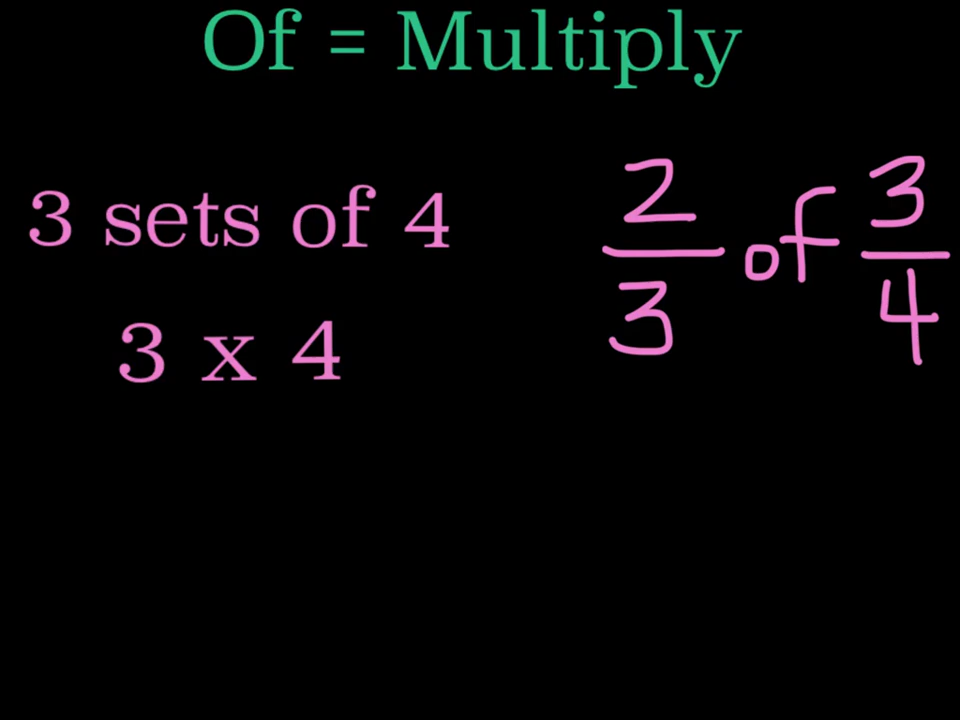 Of = Multiply
3 sets of 4
3 x 4
2/3 of 3/4